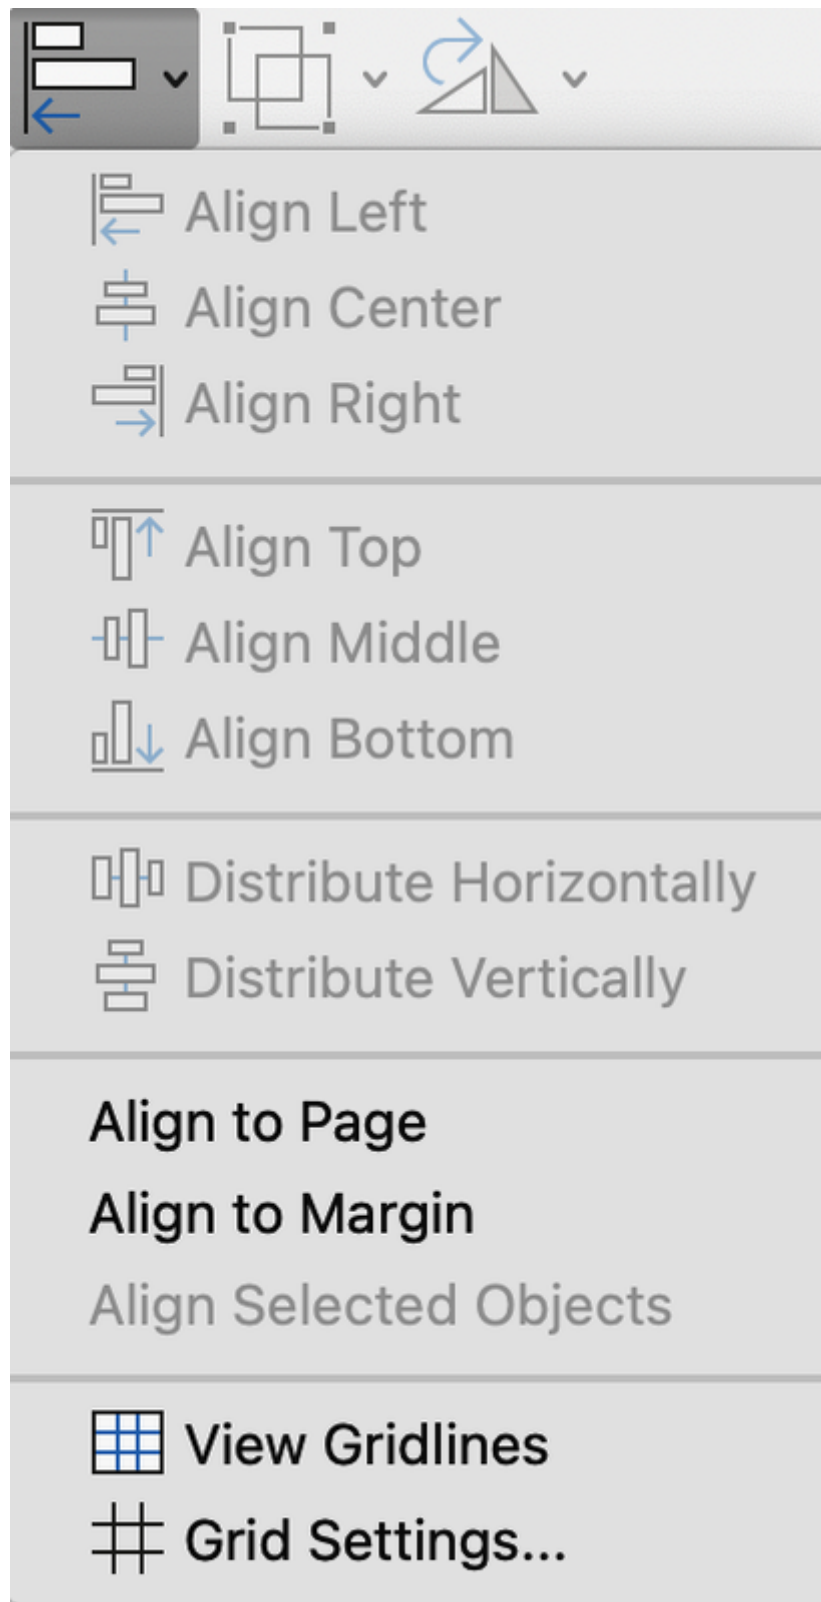 Align Left
Align Center
Align Right
Align Top
Align Middle
Align Bottom
Distribute Horizontally
Distribute Vertically
Align to Page
Align to Margin
Align Selected Objects
View Gridlines
Grid Settings...